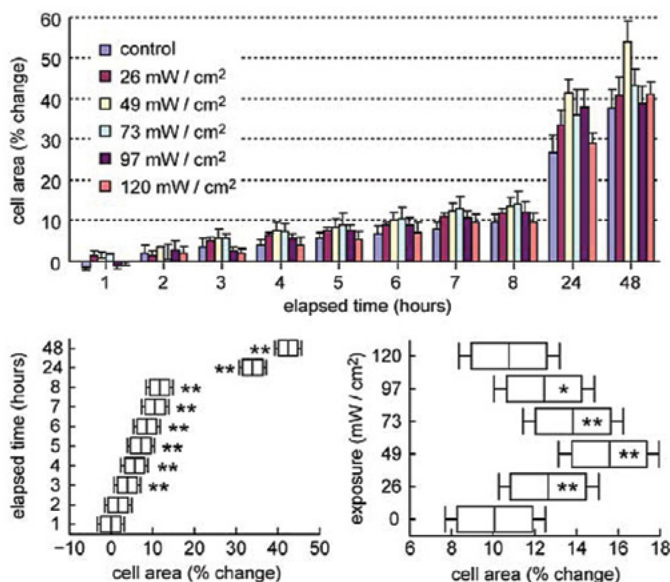 60
50
40
30
20
10
0
cell area (% change)
control
26 mW / cm²
49 mW / cm²
73 mW / cm²
97 mW / cm²
120 mW / cm²
1 2 3 4 5 6 7 8 24 48
elapsed time (hours)
elapsed time (hours)
48 **
24 **
8 **
7 **
6 **
5 **
4 **
3 **
2
1
-10 0 10 20 30 40 50
cell area (% change)
exposure (mW / cm²)
120
97 *
73 **
49 **
26 **
0
6 8 10 12 14 16 18
cell area (% change)